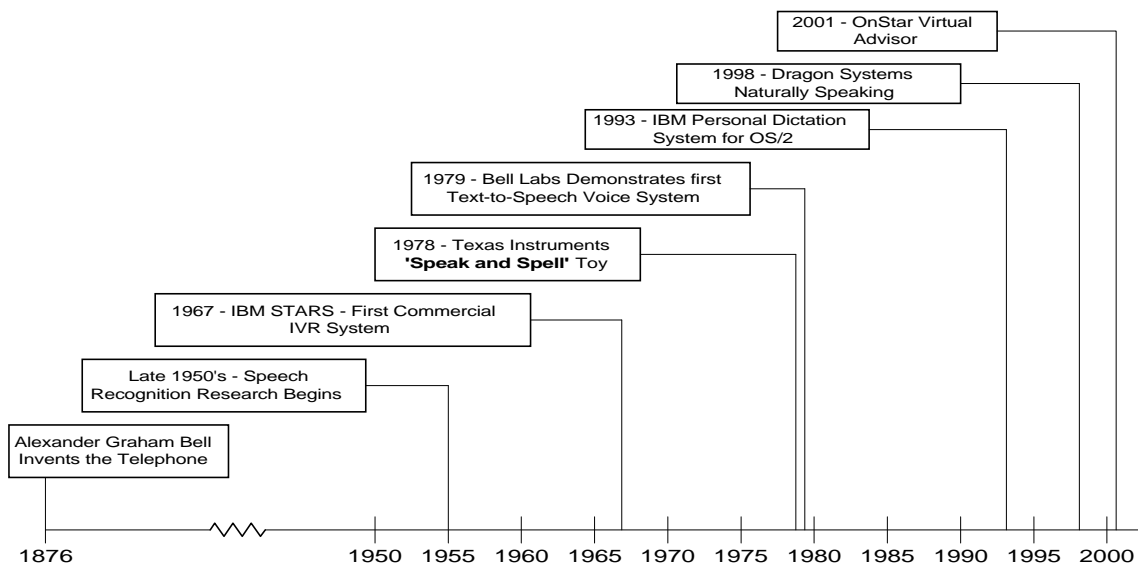 2001 - OnStar Virtual
Advisor
1998 - Dragon Systems
Naturally Speaking
1993 - IBM Personal Dictation
System for OS/2
1979 - Bell Labs Demonstrates first
Text-to-Speech Voice System
1978 - Texas Instruments
'Speak and Spell' Toy
1967 - IBM STARS - First Commercial
IVR System
Late 1950's - Speech
Recognition Research Begins
Alexander Graham Bell
Invents the Telephone
1876 1950 1955 1960 1965 1970 1975 1980 1985 1990 1995 2000